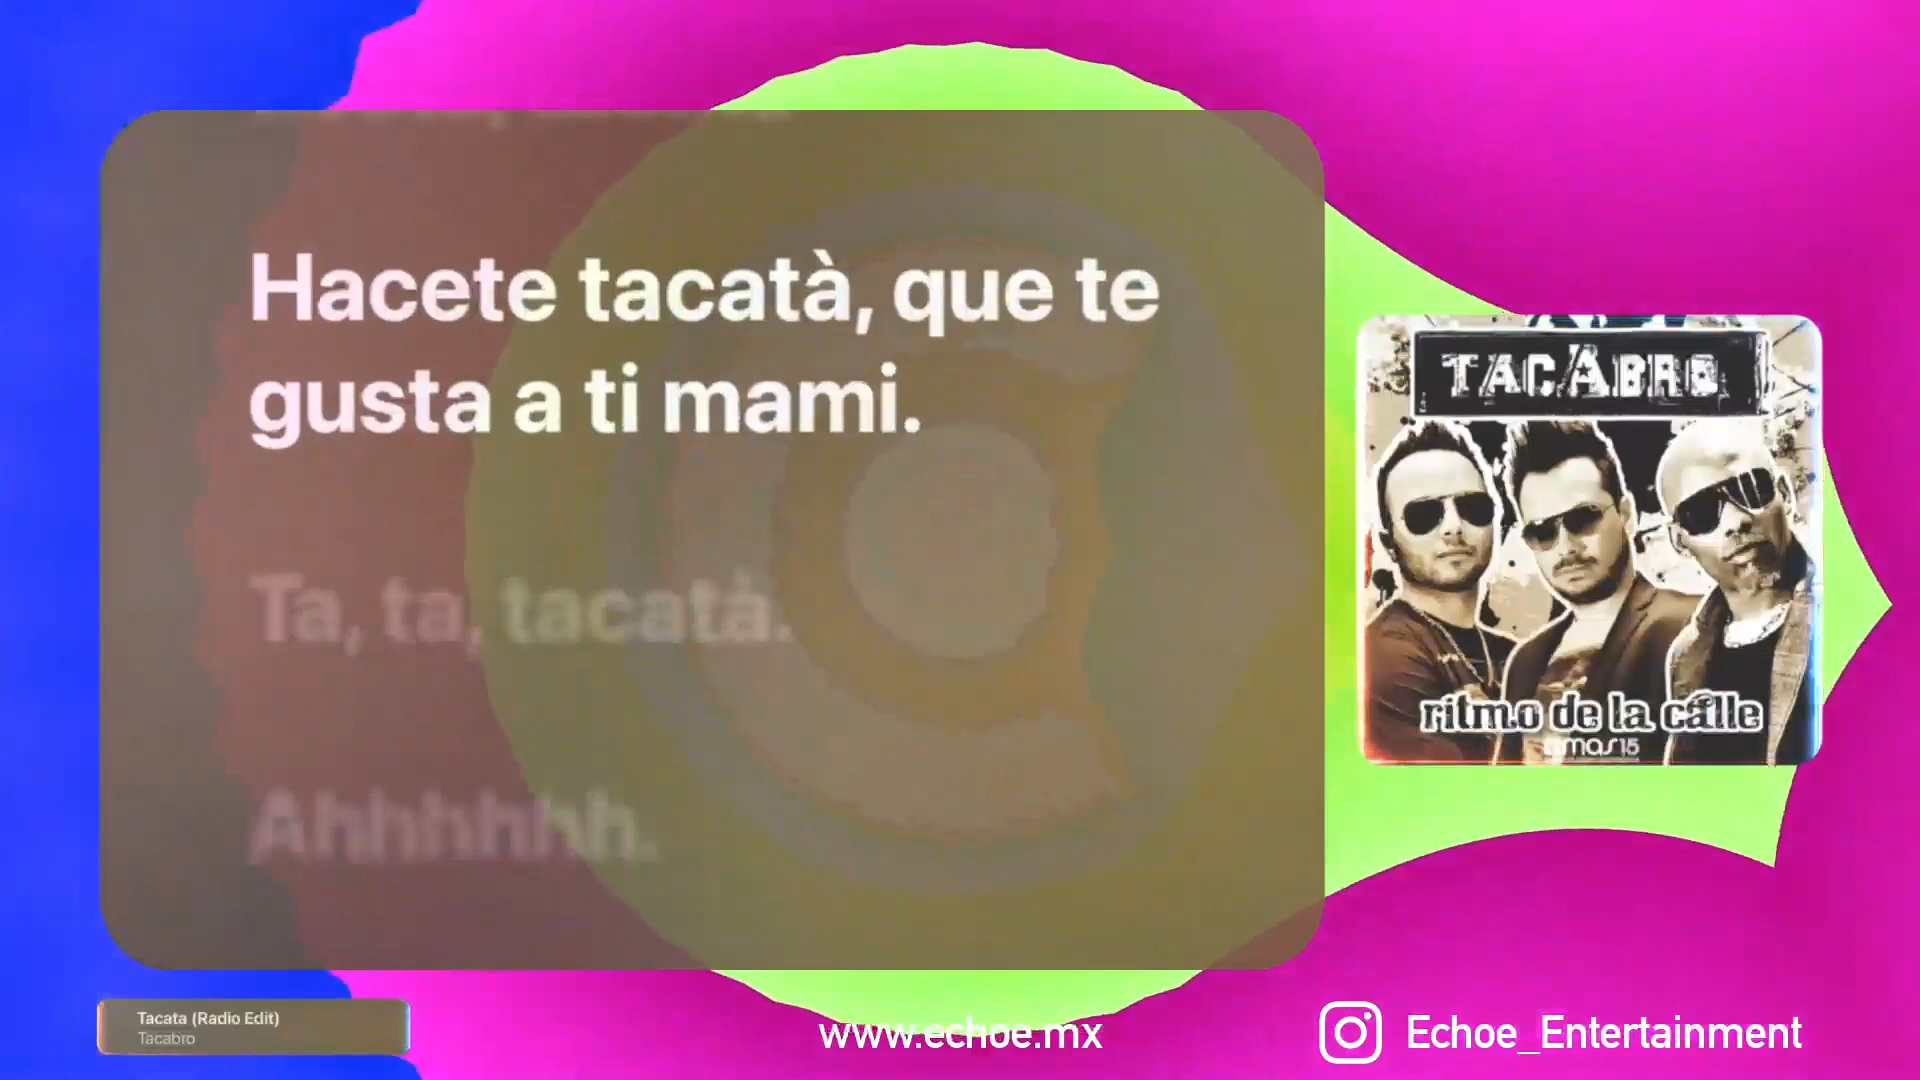 Hacete tacatà, que te
gusta a ti mami.
Ta, ta, tacatà.
Ahhhhhh.
TACABRO
ritmo de la calle
mas15
Tacata (Radio Edit)
Tacabro
www.echoe.mx
Echoe_Entertainment